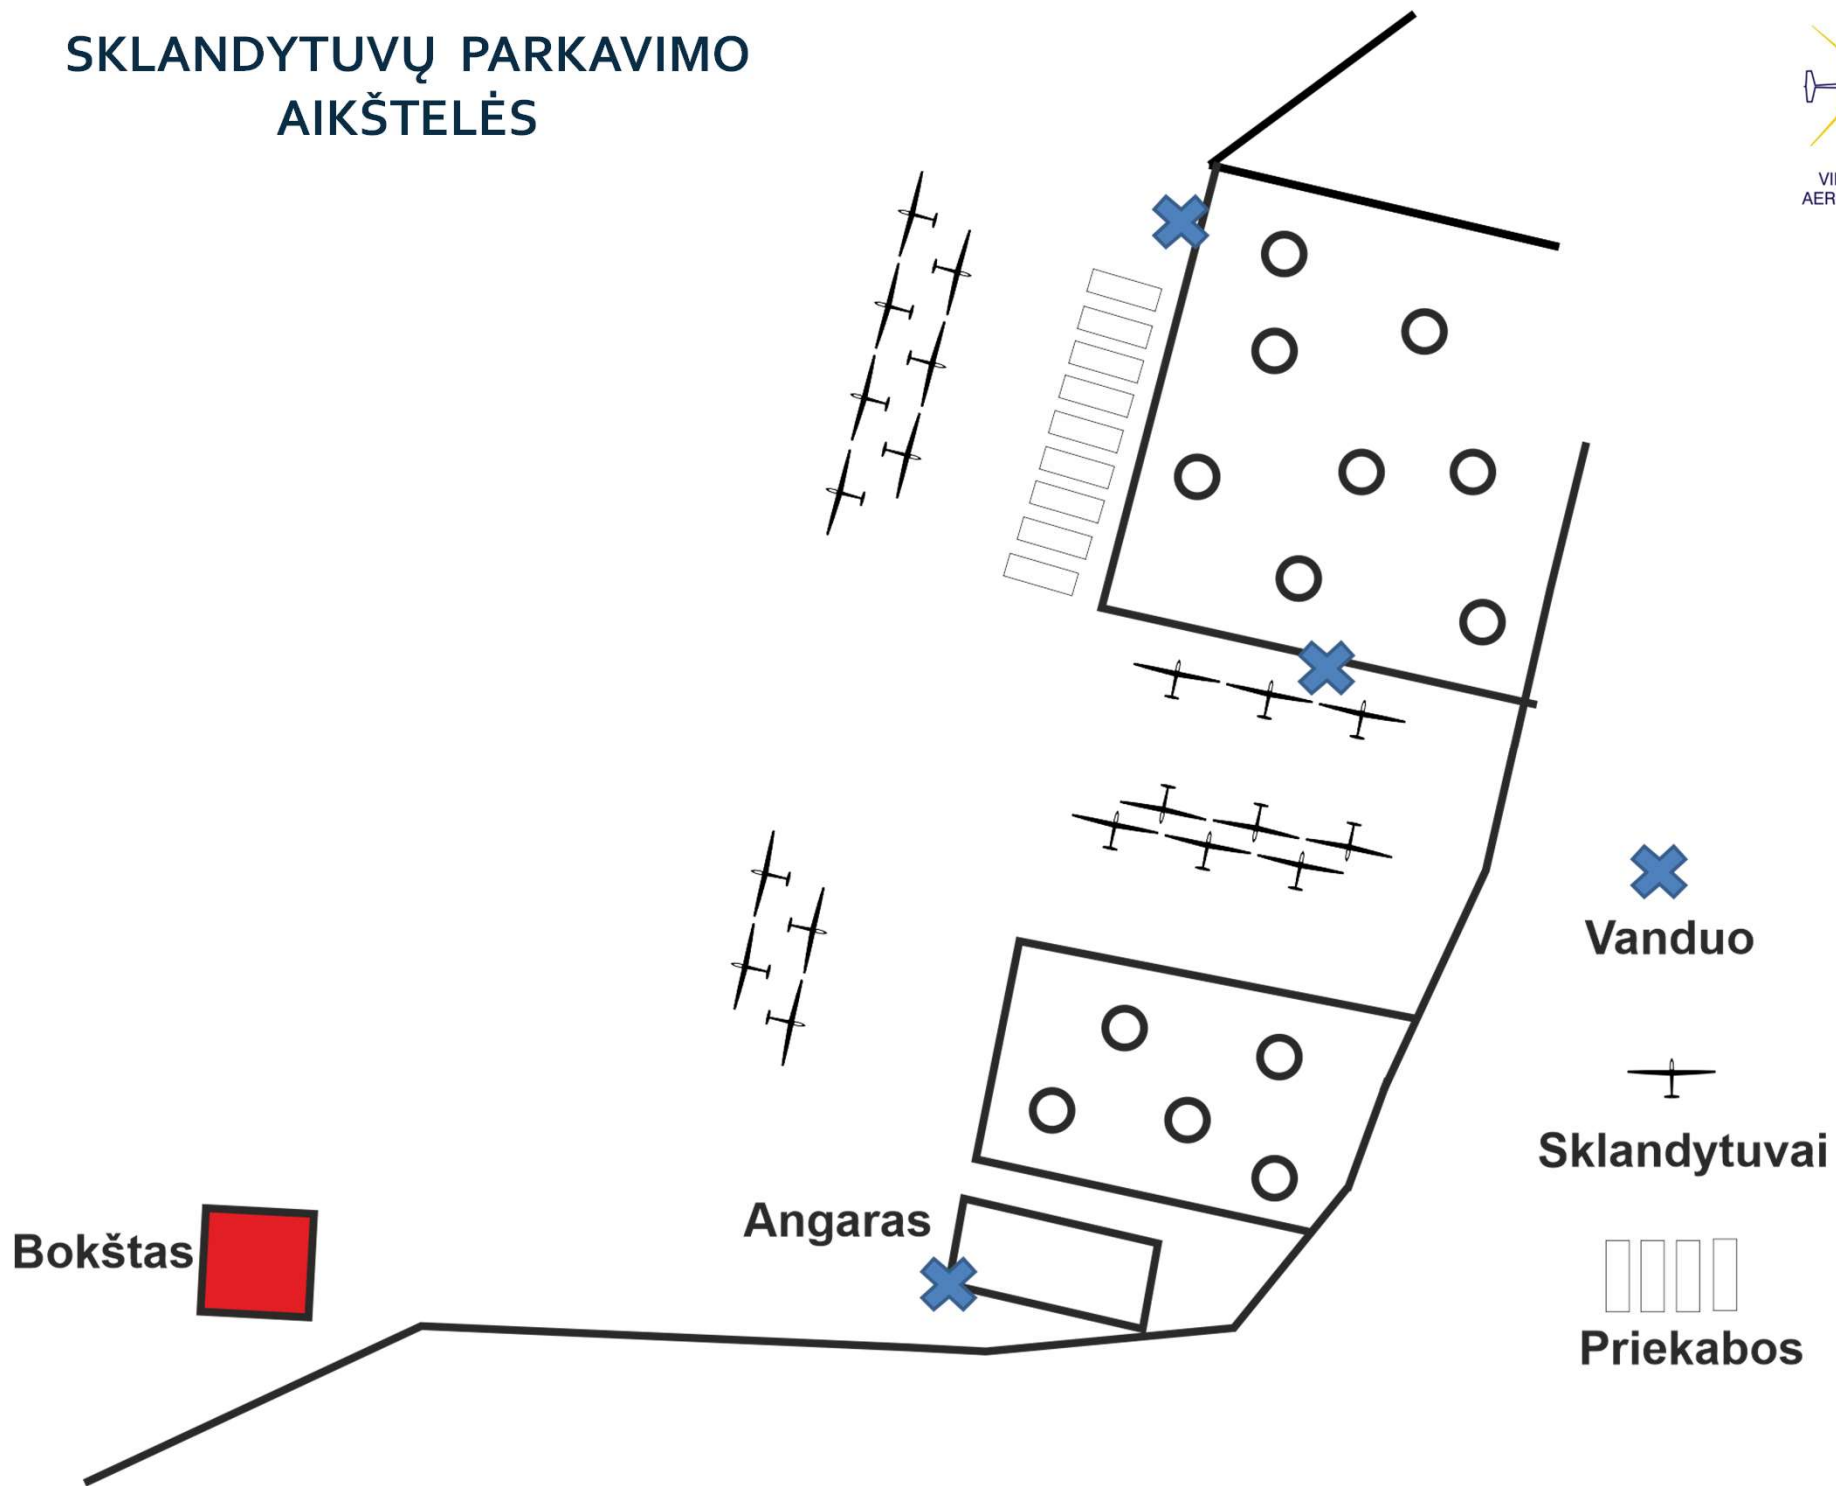 SKLANDYTUVŲ PARKAVIMO
AIKŠTELĖS
Vanduo
Sklandytuvai
Angaras
Bokštas
Priekabos